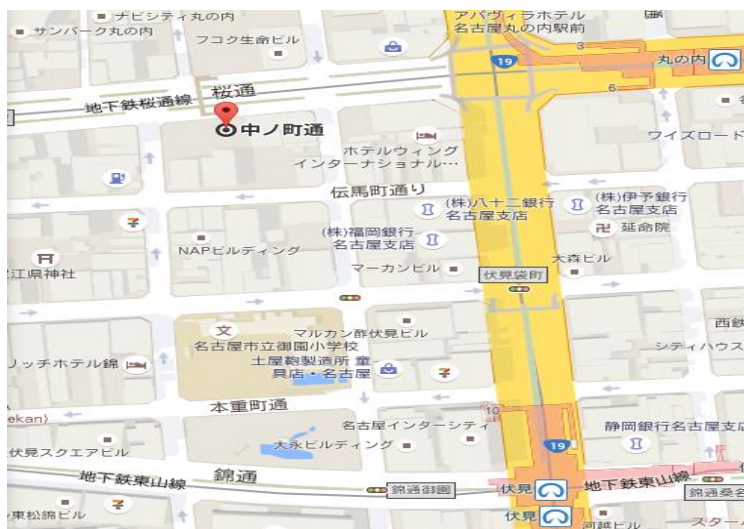 ナビシティ丸の内
サンパーク丸の内
フコク生命ビル
アパヴィラホテル
名古屋丸の内駅前
19
3
丸の内
6
桜通
地下鉄桜通線
中ノ町通
ホテルウィング
インターナショナル…
ワイズロード
伝馬町通り
(株)八十二銀行
名古屋支店
(株)伊予銀行
名古屋支店
(株)福岡銀行
名古屋支店
延命院
NAPビルディング
マーカンビル
大森ビル
江県神社
伏見袋町
文
マルカン酢伏見ビル
名古屋市立御園小学校
土屋鞄製造所 童
具店・名古屋
西鉄
シティハウス
リッチホテル錦
本重町通
ekan)
10
名古屋インターシティ
大永ビルディング
19
静岡銀行名古屋支店
伏見スクエアビル
地下鉄東山線
錦通
錦通御園
伏見
地下鉄東山線
錦通桑名
東松錦ビル
伏見
河越ビル
スター